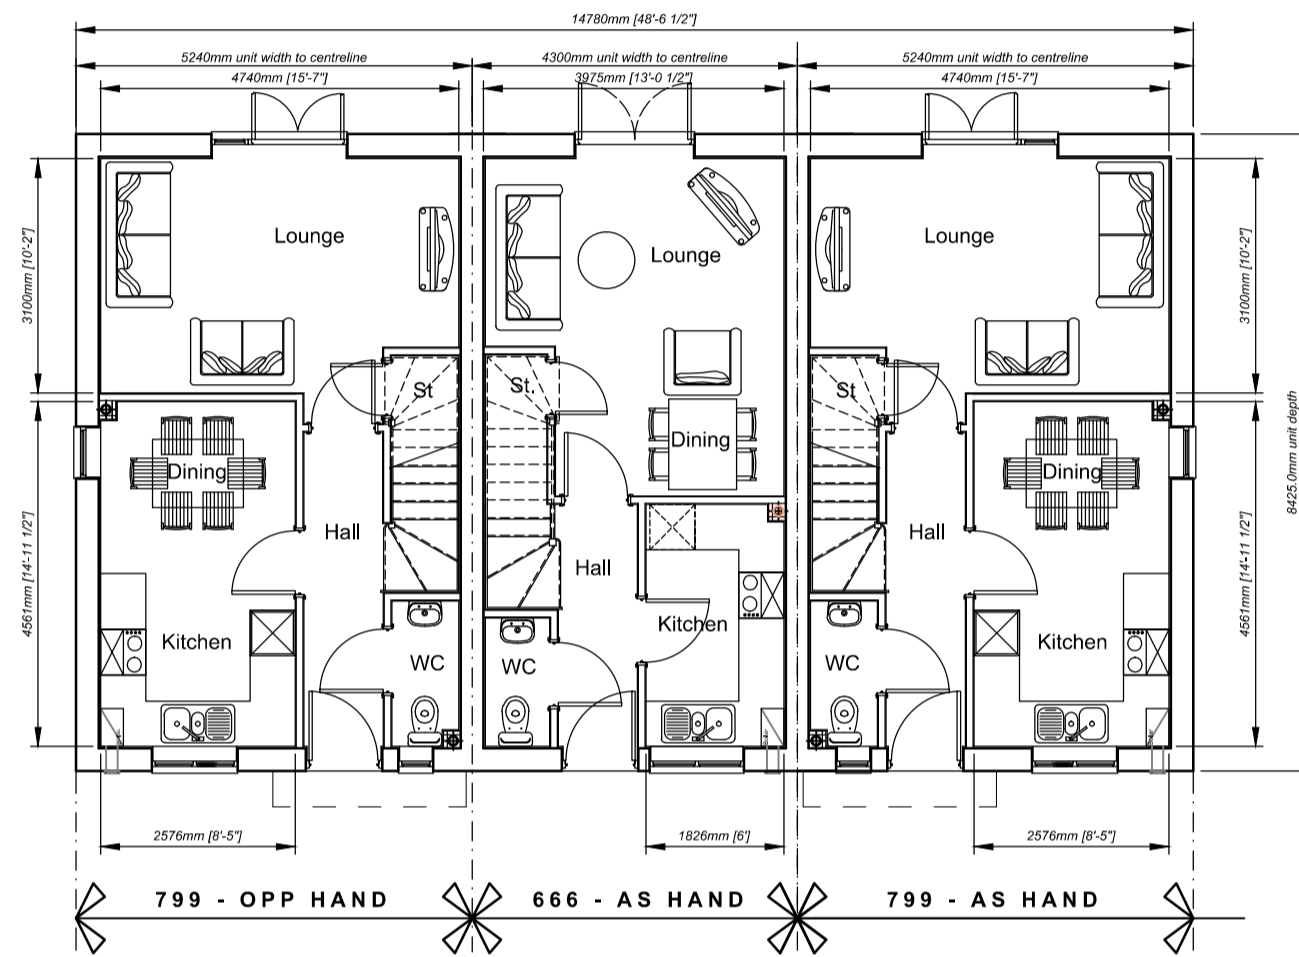 14780mm [48'-6 1/2"]
5240mm unit width to centreline
4300mm unit width to centreline
5240mm unit width to centreline
4740mm [15'-7"]
3975mm [13'-0 1/2"]
4740mm [15'-7"]
Lounge
Lounge
Lounge
3100mm [10'-2"]
3100mm [10'-2"]
St
St.
St
8425.0mm unit depth
Dining
Dining
Dining
4561mm [14'-11 1/2"]
4561mm [14'-11 1/2"]
Hall
Hall
Hall
Kitchen
Kitchen
Kitchen
WC
WC
WC
2576mm [8'-5"]
1826mm [6']
2576mm [8'-5"]
799 - OPP HAND
666 - AS HAND
799 - AS HAND